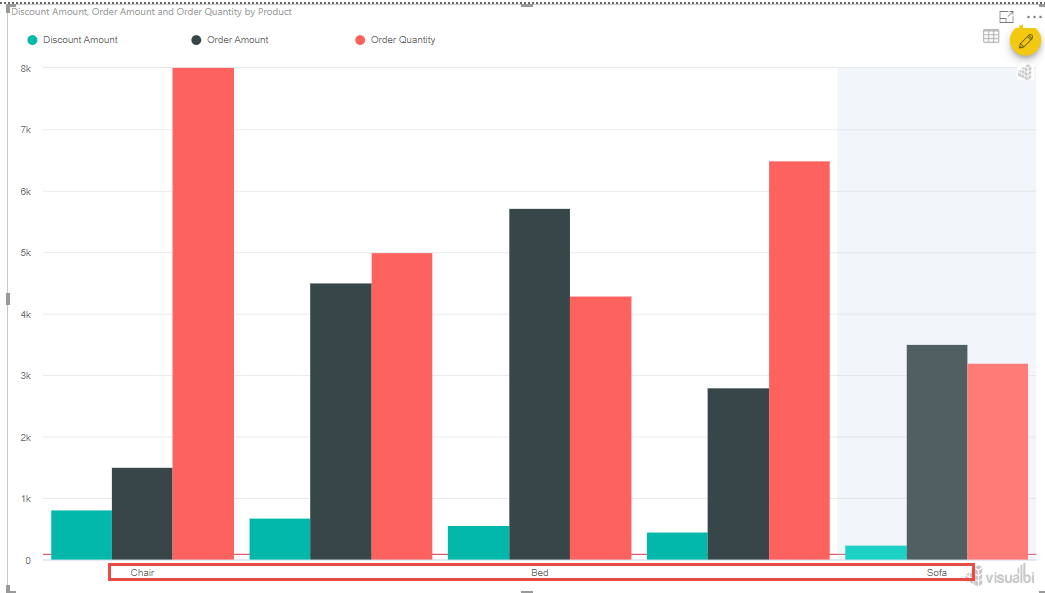 Discount Amount, Order Amount and Order Quantity by Product
Discount Amount Order Amount Order Quantity
8k
7k
6k
5k
4k
3k
2k
1k
0
Chair Bed Sofa
visualbi